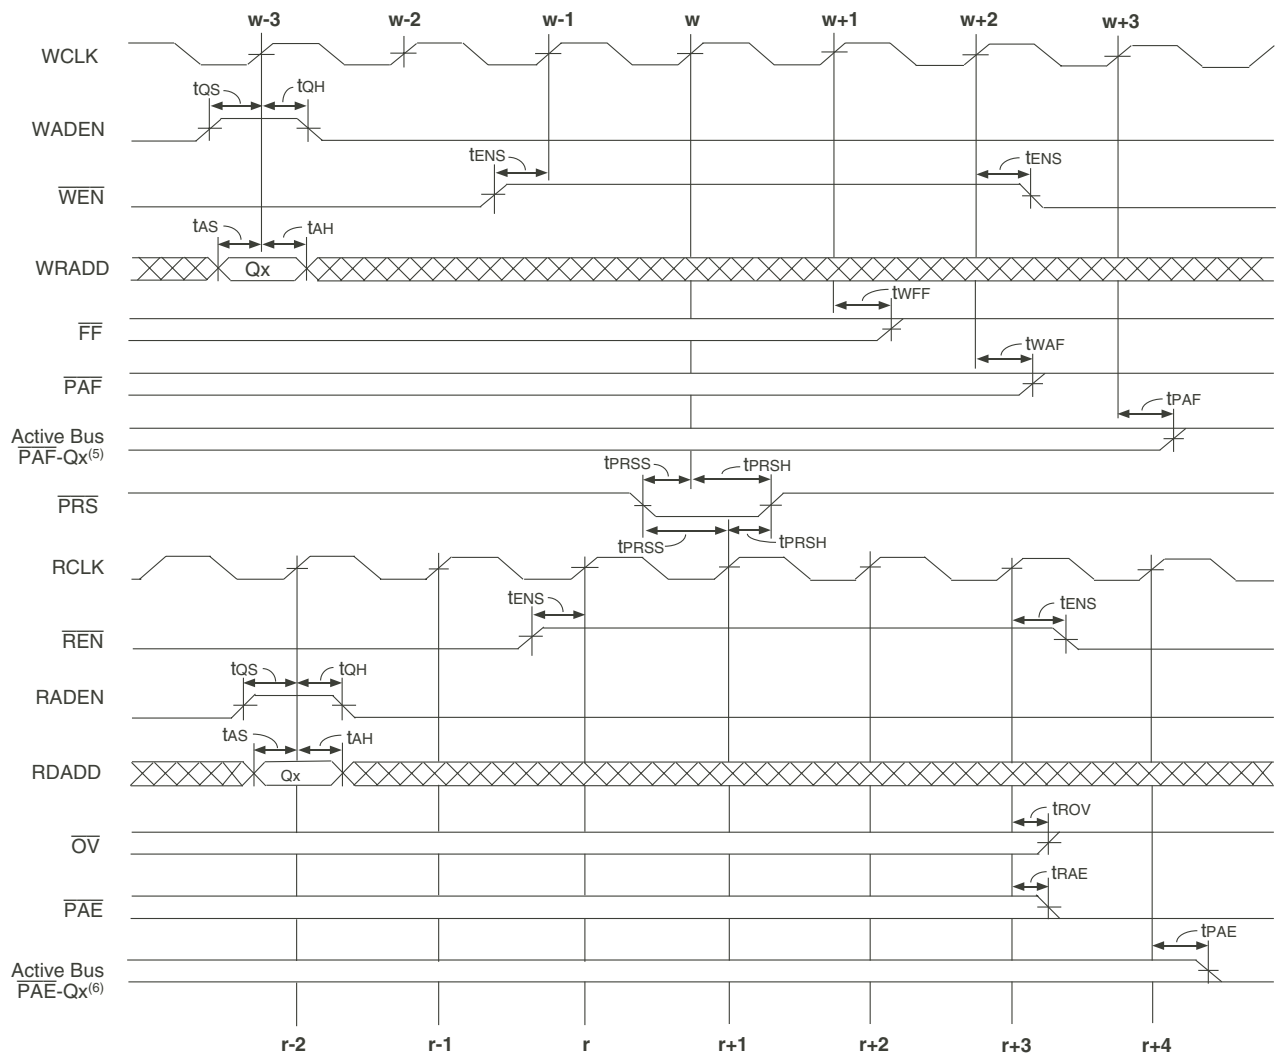 w-3 w-2 w-1 w w+1 w+2 w+3
WCLK
tQS tQH
WADEN
tENS tENS
WEN
tAS tAH
WRADD Qx
tWFF
FF
tWAF
PAF
tPAF
Active Bus
PAF-Qx(5)
tPRSS tPRSH
PRS
tPRSS tPRSH
RCLK
tENS tENS
REN
tQS tQH
RADEN
tAS tAH
RDADD Qx
tROV
OV
tRAE
PAE
tPAE
Active Bus
PAE-Qx(6)
r-2 r-1 r r+1 r+2 r+3 r+4